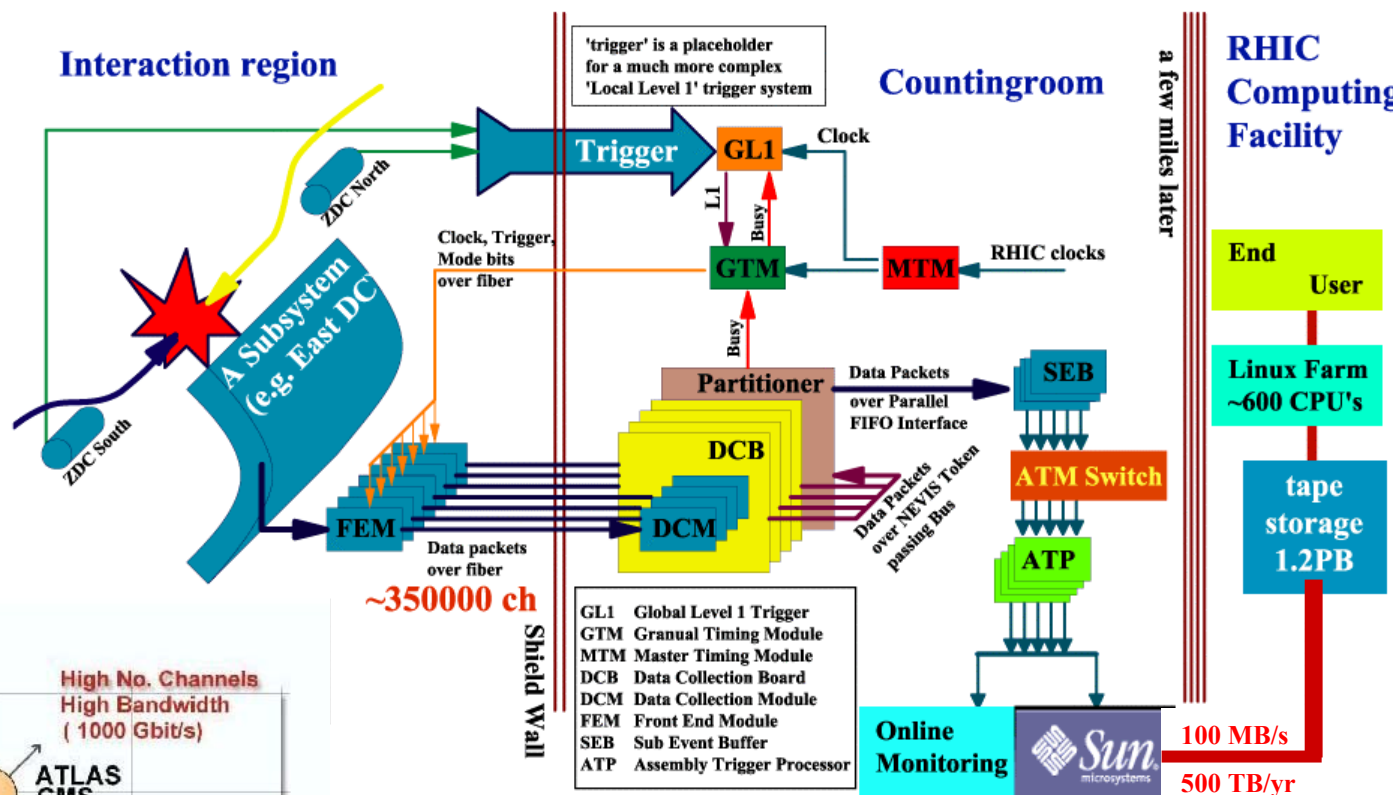 Interaction region
'trigger' is a placeholder
for a much more complex
'Local Level 1' trigger system
Countingroom
a few miles later
RHIC
Computing
Facility
Trigger
GL1
Clock
ZDC North
L1
Busy
Clock, Trigger,
Mode bits
over fiber
GTM
MTM
RHIC clocks
End
User
A Subsystem
(e.g. East DC)
Busy
Partitioner
Data Packets
over Parallel
FIFO Interface
SEB
Linux Farm
~600 CPU's
ZDC South
DCB
ATM Switch
Data Packets
over NEVIS Token
passing Bus
tape
storage
1.2PB
FEM
DCM
Data packets
over fiber
ATP
~350000 ch
Shield Wall
GL1 Global Level 1 Trigger
GTM Granual Timing Module
MTM Master Timing Module
DCB Data Collection Board
DCM Data Collection Module
FEM Front End Module
SEB Sub Event Buffer
ATP Assembly Trigger Processor
High No. Channels
High Bandwidth
( 1000 Gbit/s)
ATLAS
CMS
Online
Monitoring
Sun
microsystems
100 MB/s
500 TB/yr